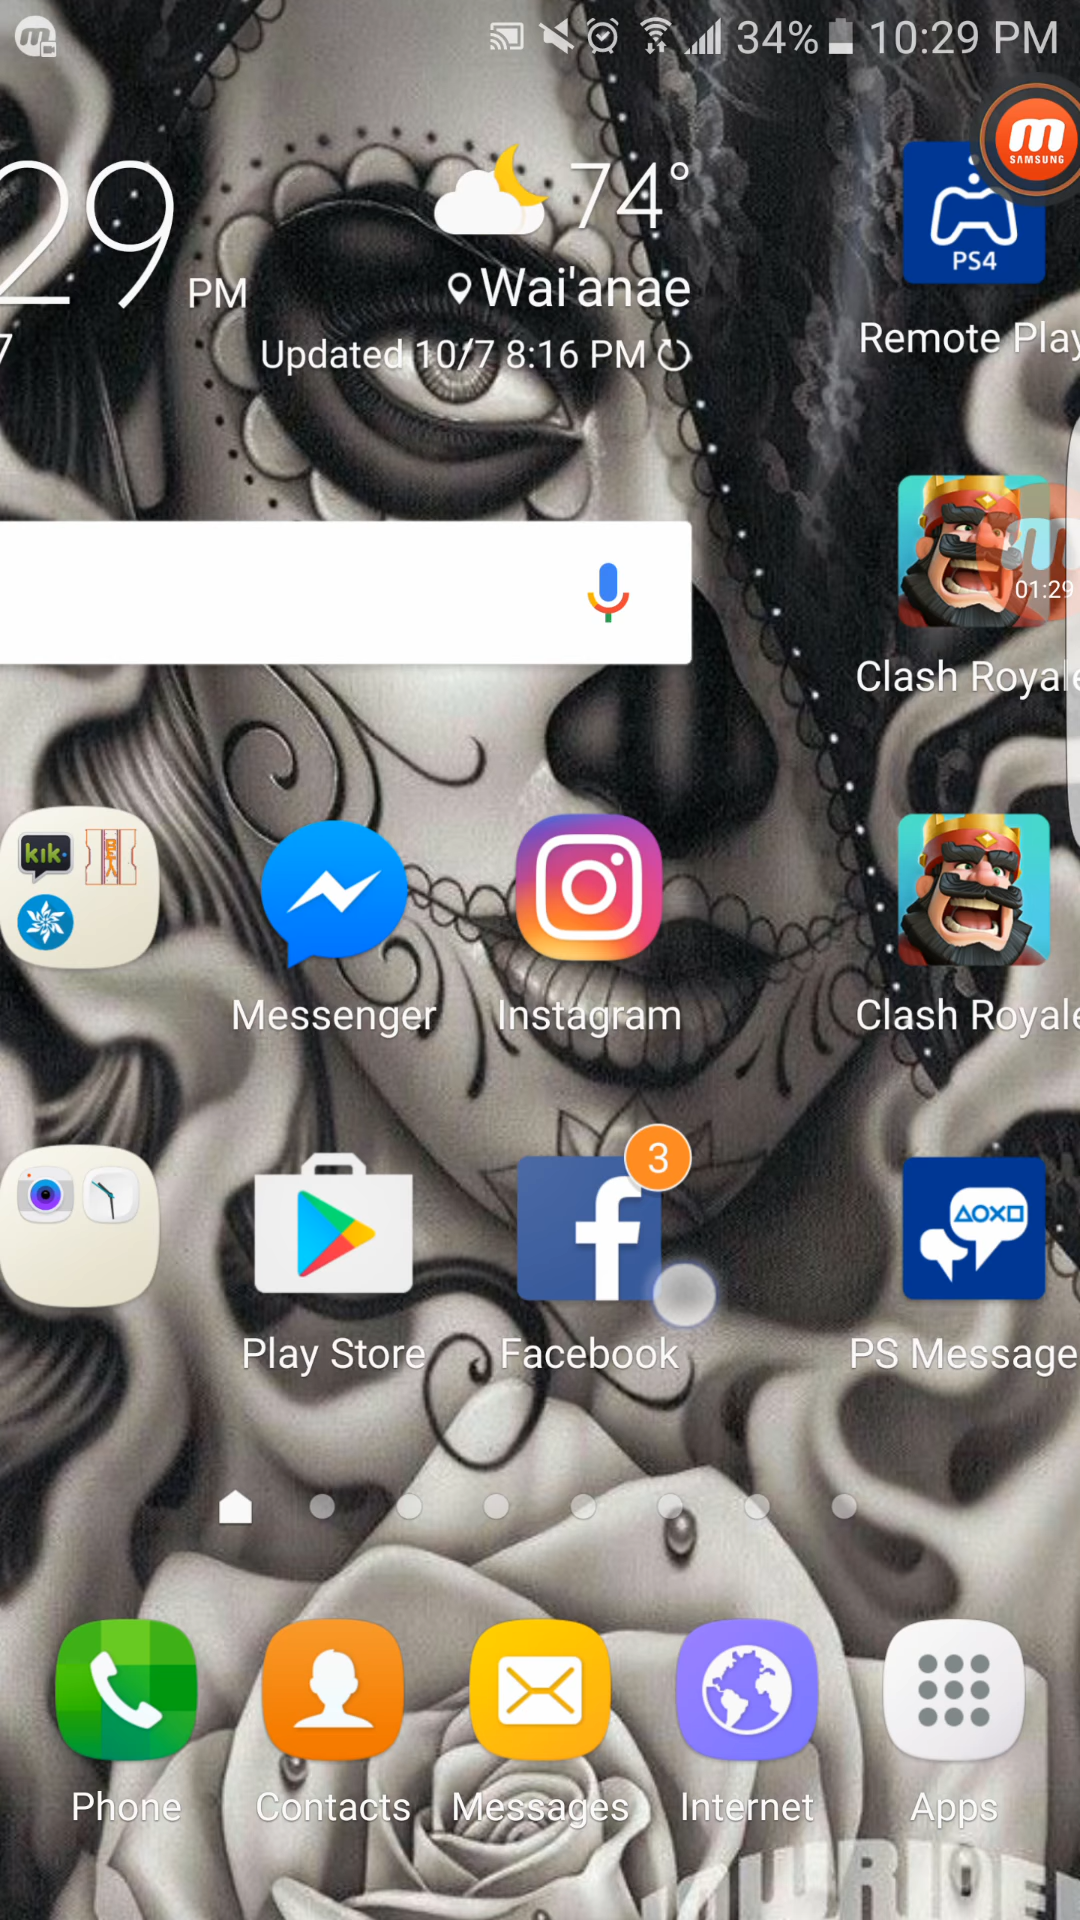 34% 10:29 PM
SAMSUNG
29 PM
74°
Wai'anae
Updated 10/7 8:16 PM
7
PS4
Remote Play
01:29
Clash Royale
kik
BETA
Messenger
Instagram
Clash Royale
3
f
Play Store
Facebook
PS Message
Phone
Contacts
Messages
Internet
Apps